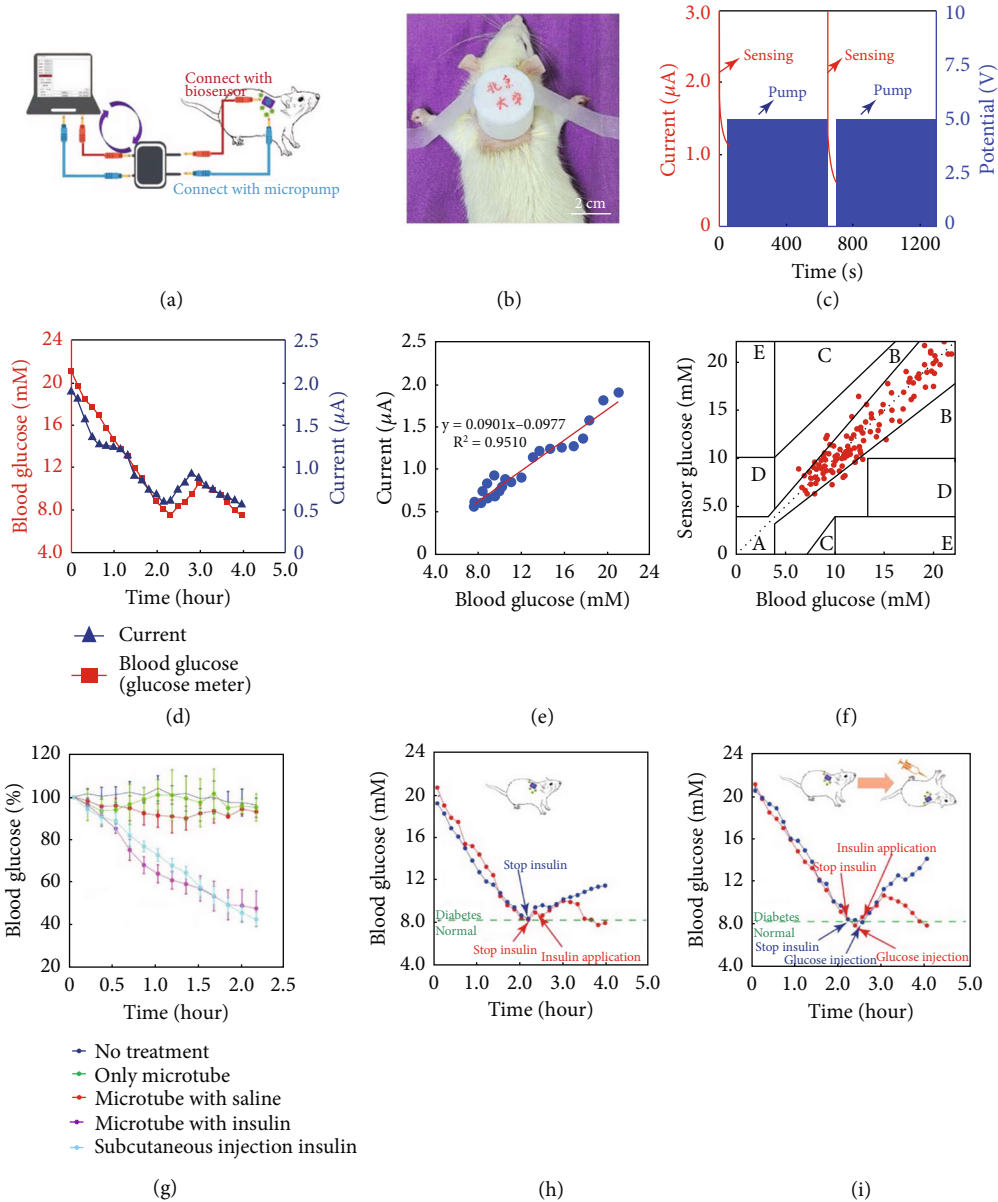 Connect with
biosensor
Connect with micropump
(a)
北京
大学
2 cm
(b)
3.0
2.0
1.0
0
Current (μA)
10
7.5
5.0
2.5
0
Potential (V)
Sensing
Sensing
Pump
Pump
400
800
1200
Time (s)
(c)
24
20
16
12
8.0
4.0
Blood glucose (mM)
2.5
2.0
1.5
1.0
0.5
0
Current (μA)
0
1.0
2.0
3.0
4.0
5.0
Time (hour)
Current
Blood glucose
(glucose meter)
(d)
2.5
2.0
1.5
1.0
0.5
0
Current (μA)
y = 0.0901x–0.0977
R² = 0.9510
4.0
8.0
12
16
20
24
Blood glucose (mM)
(e)
20
15
10
5.0
0
Sensor glucose (mM)
E
C
B
B
D
D
A
C
E
0
5.0
10
15
20
Blood glucose (mM)
(f)
120
100
80
60
40
20
Blood glucose (%)
0
0.5
1.0
1.5
2.0
2.5
Time (hour)
No treatment
Only microtube
Microtube with saline
Microtube with insulin
Subcutaneous injection insulin
(g)
24
20
16
12
8.0
4.0
Blood glucose (mM)
Stop insulin
Diabetes
Normal
Stop insulin
Insulin application
0
1.0
2.0
3.0
4.0
5.0
Time (hour)
(h)
24
20
16
12
8.0
4.0
Blood glucose (mM)
Insulin application
Stop insulin
Diabetes
Normal
Stop insulin
Glucose injection
Glucose injection
0
1.0
2.0
3.0
4.0
5.0
Time (hour)
(i)